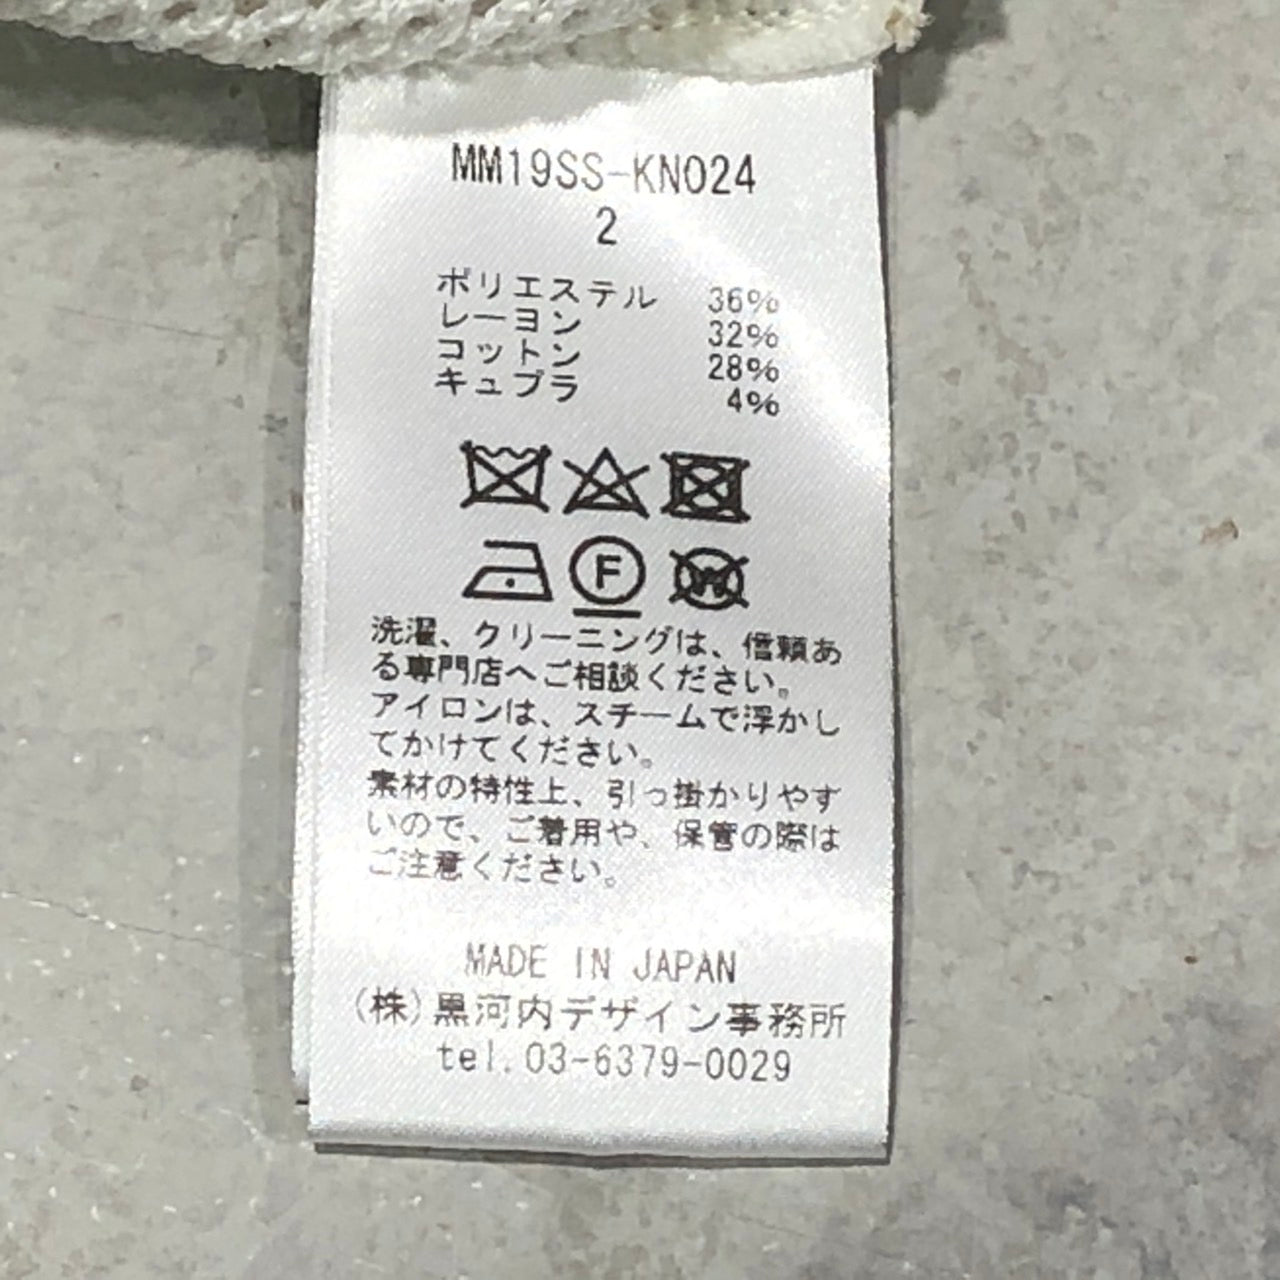 MM19SS-KN024
2
ポリエステル 36%
レーヨン 32%
コットン 28%
キュプラ 4%
F
W
洗濯、クリーニングは、信頼あ
る専門店へご相談ください。
アイロンは、スチームで浮かし
てかけてください。
素材の特性上、引っ掛かりやす
いので、ご着用や、保管の際は
ご注意ください。
MADE IN JAPAN
(株)黒河内デザイン事務所
tel.03-6379-0029